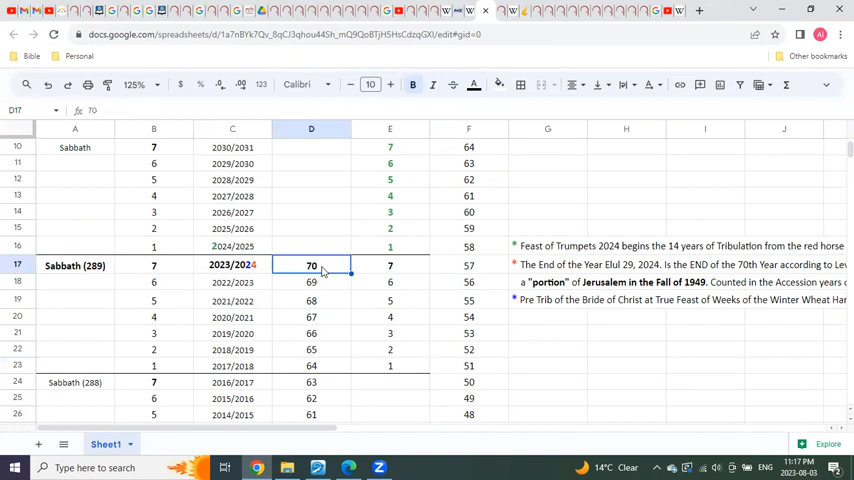 docs.google.com/spreadsheets/d/1a7nBYk7Qv_8qCJ3qhou44Sh_mQ9QoBTjH5HsCdzqGXI/edit#gid=0
AI
Bible Personal Other bookmarks
125% $ % .0 .00 123 Calibri 10 B I A
D17 fx 70
A B C D E F G H I J
10 Sabbath 7 2030/2031 7 64
11 6 2029/2030 6 63
12 5 2028/2029 5 62
13 4 2027/2028 4 61
14 3 2026/2027 3 60
15 2 2025/2026 2 59
16 1 2024/2025 1 58 * Feast of Trumpets 2024 begins the 14 years of Tribulation from the red horse
17 Sabbath (289) 7 2023/2024 70 7 57 * The End of the Year Elul 29, 2024. Is the END of the 70th Year according to Lev
18 6 2022/2023 69 6 56 a "portion" of Jerusalem in the Fall of 1949. Counted in the Accession years o
19 5 2021/2022 68 5 55 * Pre Trib of the Bride of Christ at True Feast of Weeks of the Winter Wheat Har
20 4 2020/2021 67 4 54
21 3 2019/2020 66 3 53
22 2 2018/2019 65 2 52
23 1 2017/2018 64 1 51
24 Sabbath (288) 7 2016/2017 63 50
25 6 2015/2016 62 49
26 5 2014/2015 61 48
Sheet1 Explore
Type here to search 14°C Clear ENG 11:17 PM
2023-08-03 2